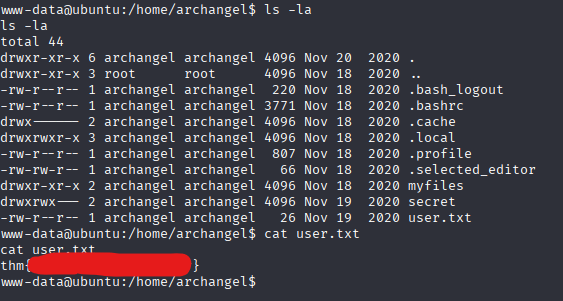 www-data@ubuntu:/home/archangel$ ls -la
ls -la
total 44
drwxr-xr-x 6 archangel archangel 4096 Nov 20  2020 .
drwxr-xr-x 3 root      root      4096 Nov 18  2020 ..
-rw-r--r-- 1 archangel archangel  220 Nov 18  2020 .bash_logout
-rw-r--r-- 1 archangel archangel 3771 Nov 18  2020 .bashrc
drwx------ 2 archangel archangel 4096 Nov 18  2020 .cache
drwxrwxr-x 3 archangel archangel 4096 Nov 18  2020 .local
-rw-r--r-- 1 archangel archangel  807 Nov 18  2020 .profile
-rw-rw-r-- 1 archangel archangel   66 Nov 18  2020 .selected_editor
drwxr-xr-x 2 archangel archangel 4096 Nov 18  2020 myfiles
drwxrwx--- 2 archangel archangel 4096 Nov 19  2020 secret
-rw-r--r-- 1 archangel archangel   26 Nov 19  2020 user.txt
www-data@ubuntu:/home/archangel$ cat user.txt
cat user.txt
thm{ }
www-data@ubuntu:/home/archangel$